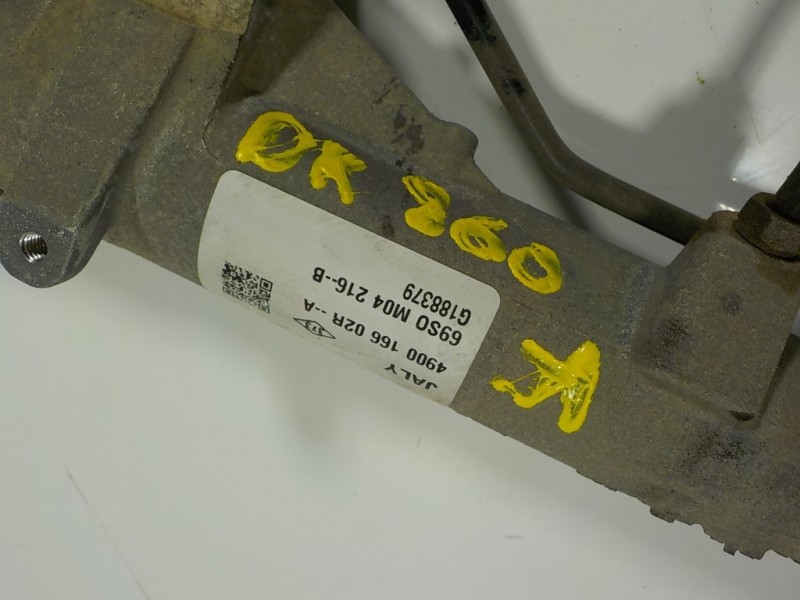 OK 360
K
JALY
4900 166 02R --A
69SO M04 216-B
G188379